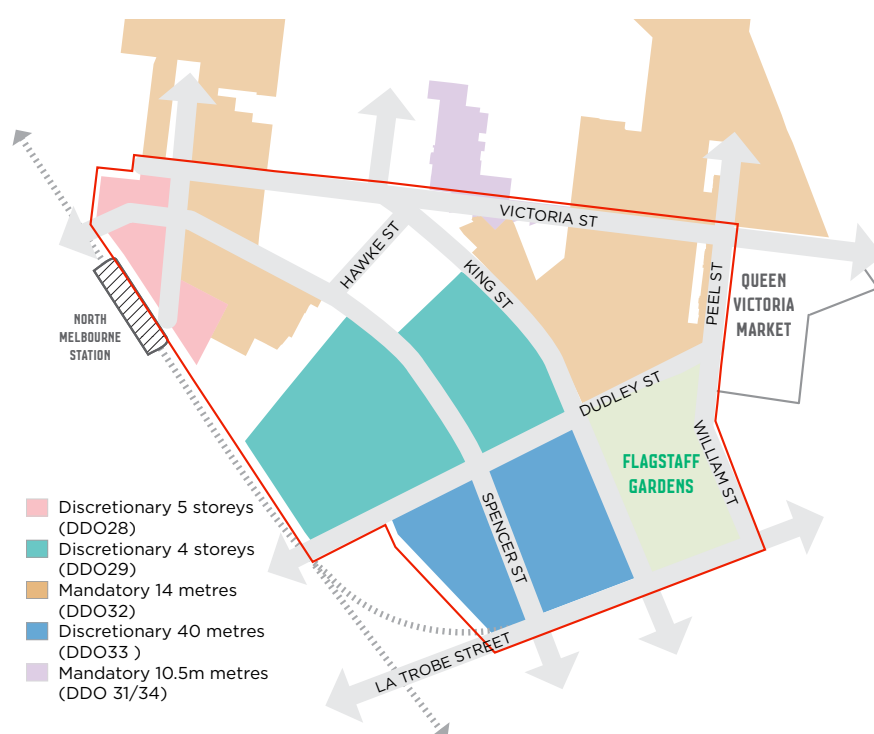 VICTORIA ST
HAWKE ST
KING ST
PEEL ST
QUEEN
VICTORIA
MARKET
NORTH
MELBOURNE
STATION
DUDLEY ST
WILLIAM ST
FLAGSTAFF
GARDENS
SPENCER ST
LA TROBE STREET
Discretionary 5 storeys
(DDO28)
Discretionary 4 storeys
(DDO29)
Mandatory 14 metres
(DDO32)
Discretionary 40 metres
(DDO33 )
Mandatory 10.5m metres
(DDO 31/34)